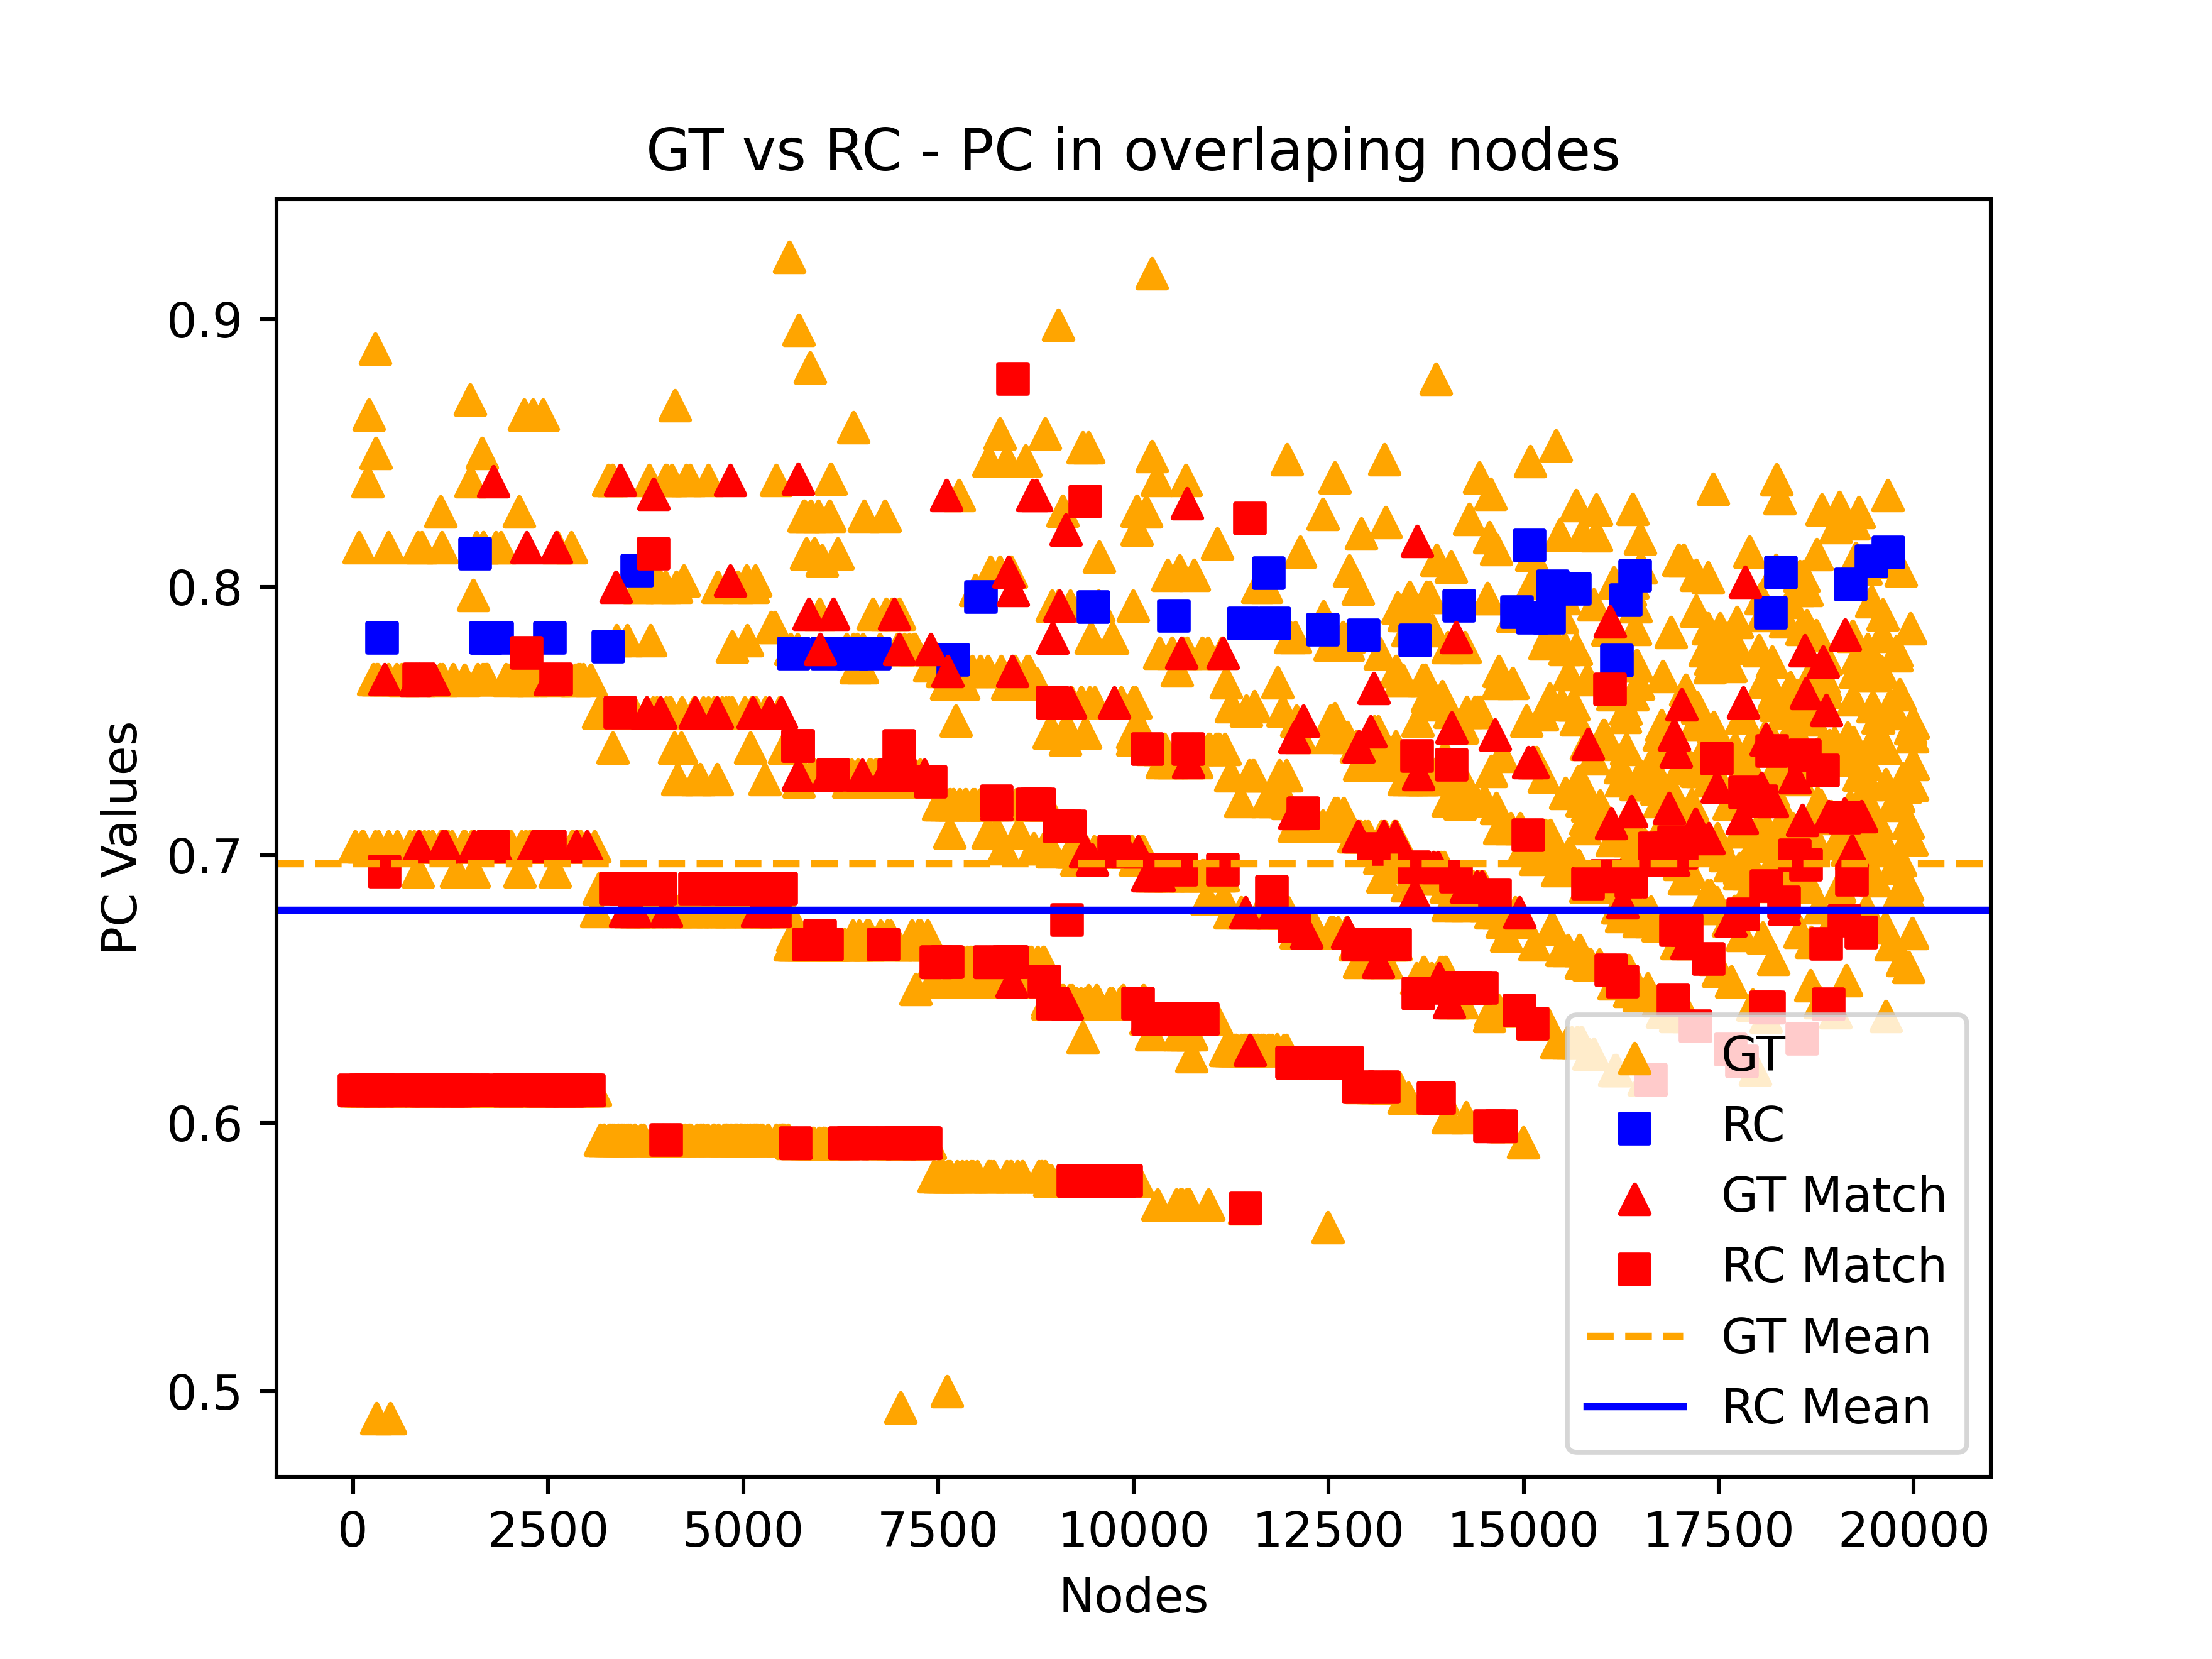 GT vs RC - PC in overlaping nodes
PC Values
0.9
0.8
0.7
0.6
0.5
0
2500
5000
7500
10000
12500
15000
17500
20000
Nodes
GT
RC
GT Match
RC Match
GT Mean
RC Mean